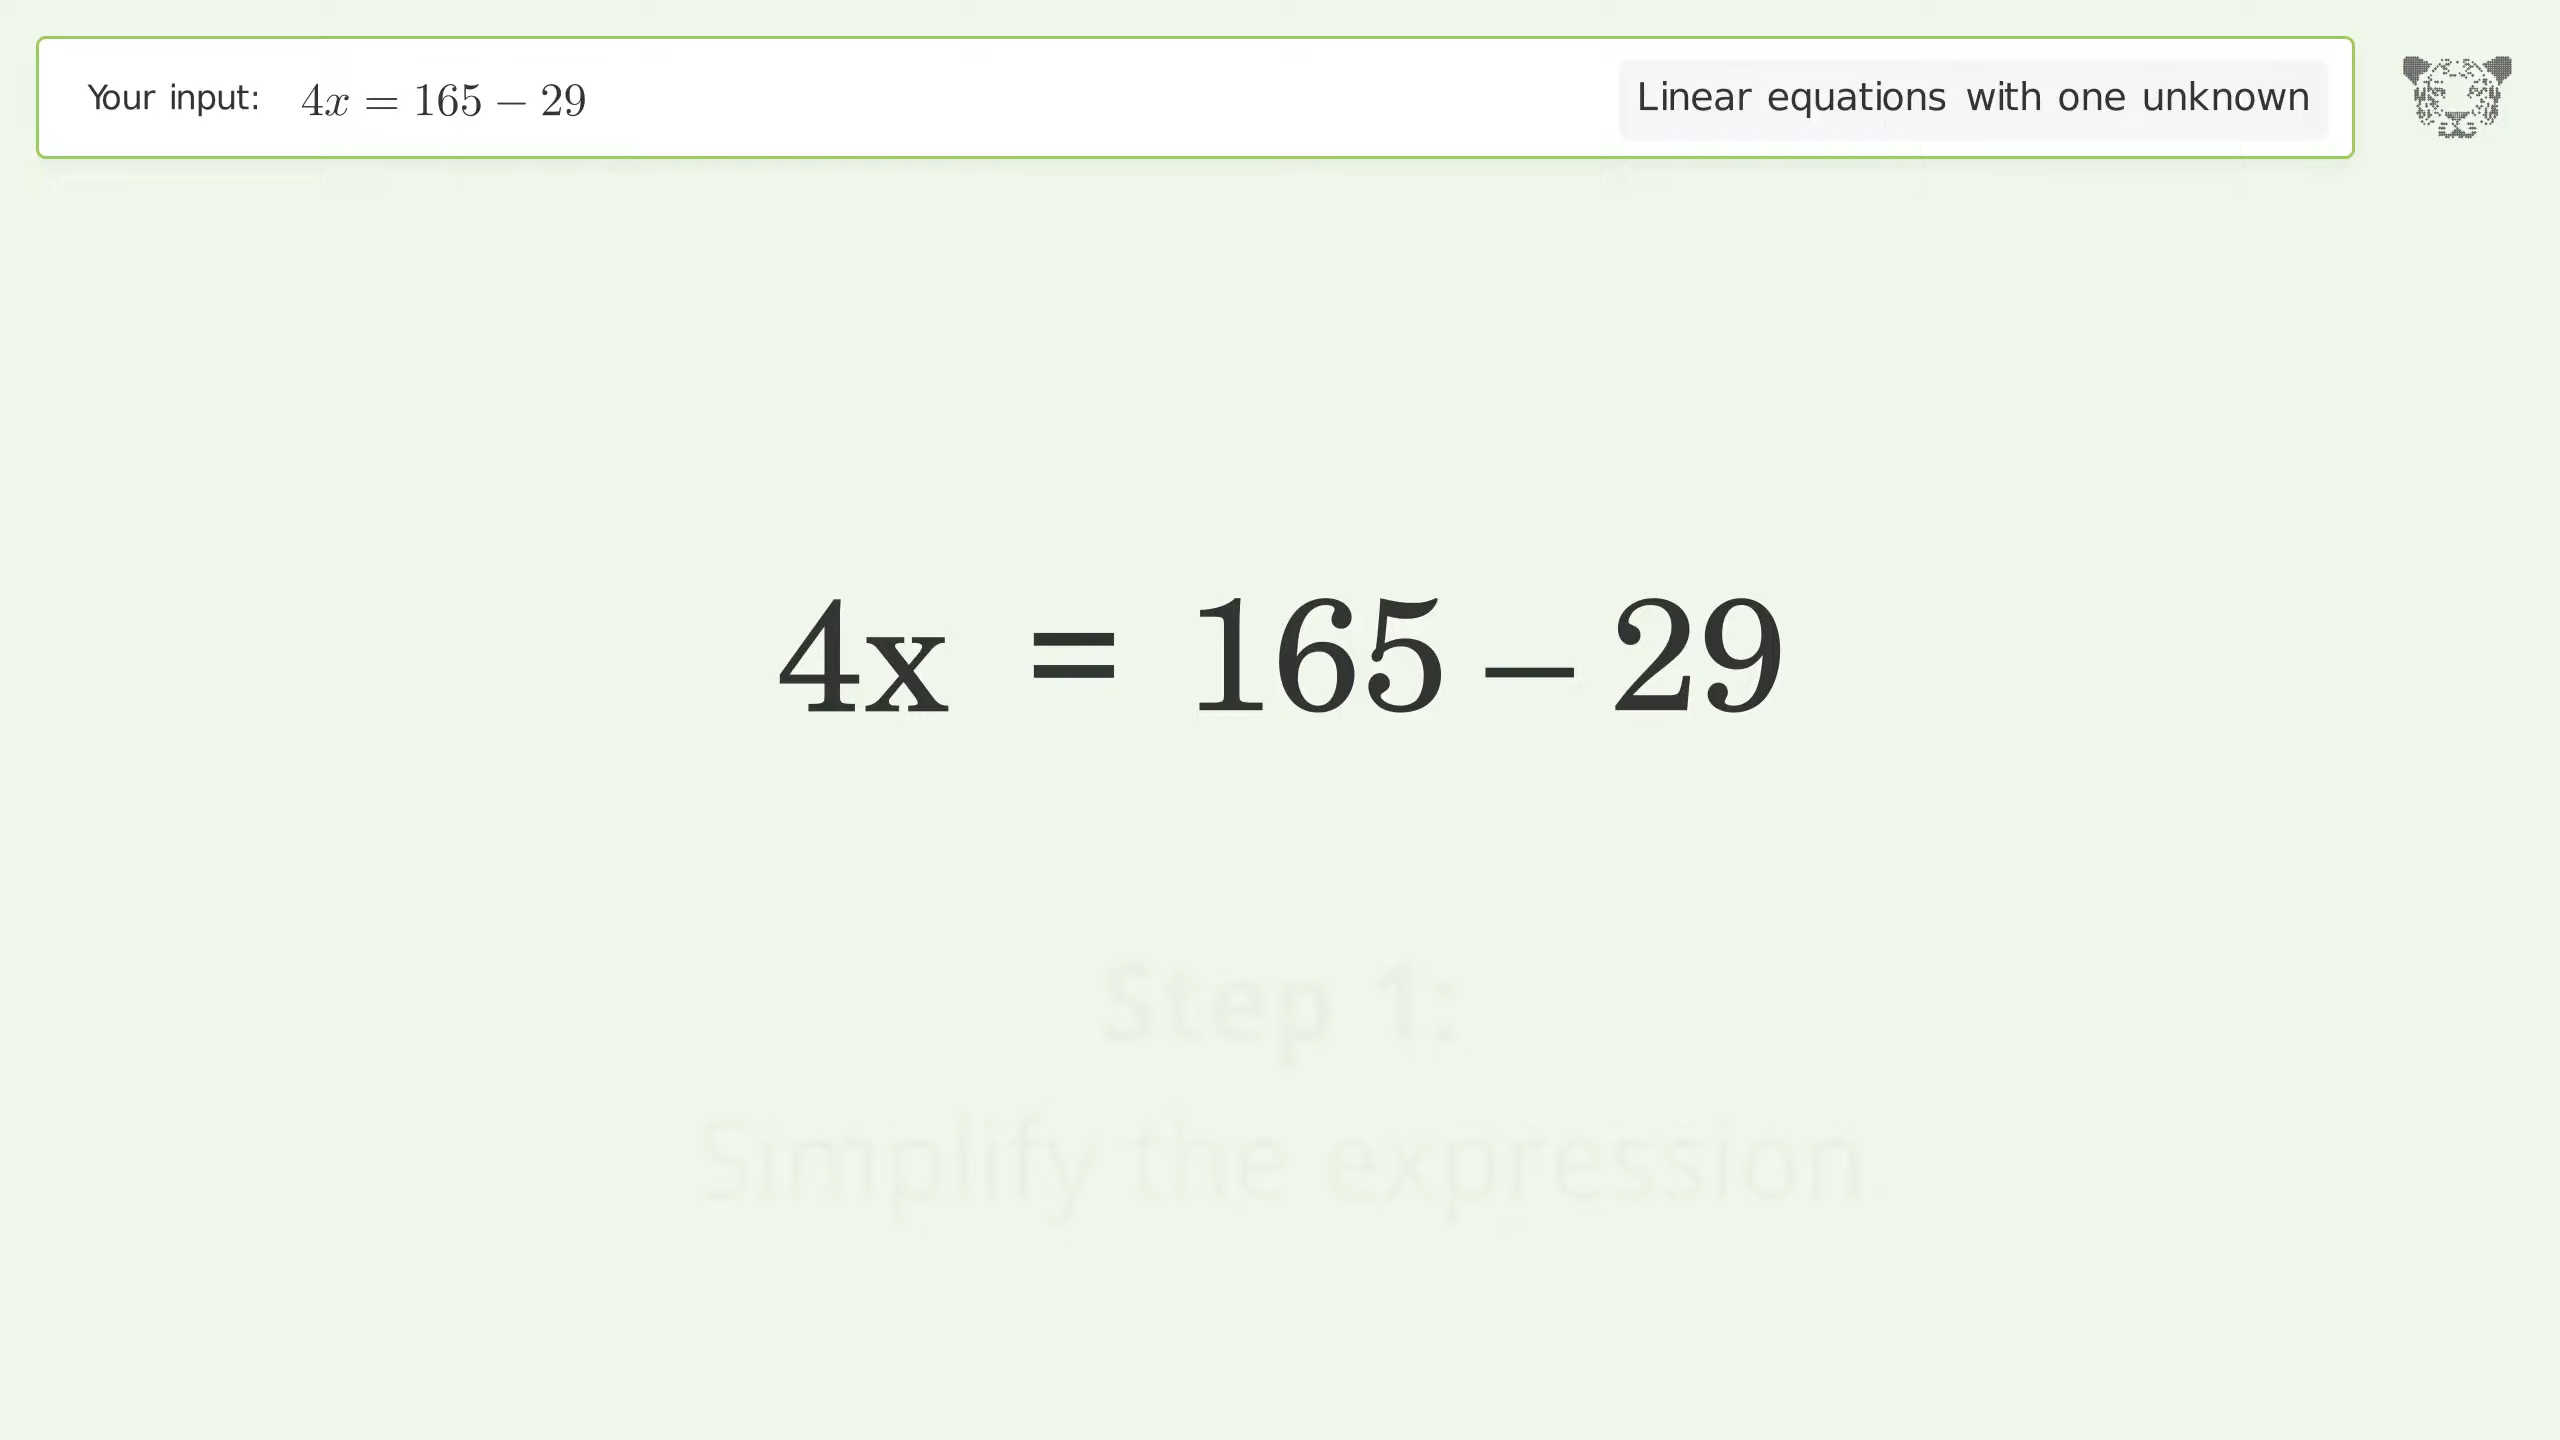 Your input: 4x = 165 − 29
Linear equations with one unknown
4x = 165 − 29
Step 1:
Simplify the expression